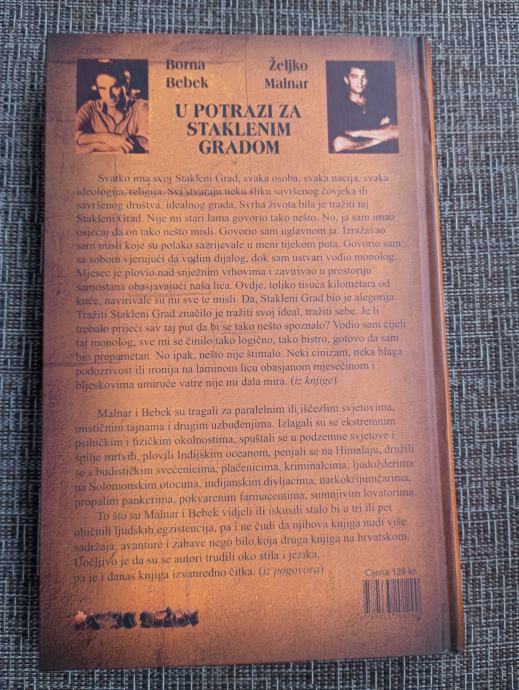 Borna
Bebek
Željko
Malnar
U POTRAZI ZA
STAKLENIM
GRADOM
Svatko ima svoj Stakleni Grad, svaka osoba, svaka nacija, svaka
ideologija, religija. Svi stvaraju neku sliku savršenog čovjeka ili
savršenog društva, idealnog grada. Svrha života bila je tražiti taj
Stakleni Grad. Nije mi stari lama govorio tako nešto. No, ja sam imao
osjećaj da on tako nešto misli. Govorio sam uglavnom ja. Izražavao
sam misli koje su polako sazrijevale u meni tijekom puta. Govorio sam
sa sobom vjerujući da vodim dijalog, dok sam ustvari vodio monolog.
Mjesec je plovio nad snježnim vrhovima i zavirivao u prostoriju
samostana obasjavajući naša lica. Ovdje, toliko tisuća kilometara od
kuće, navirivale su mi sve te misli. Da, Stakleni Grad bio je alegorija.
Tražiti Stakleni Grad značilo je tražiti svoj ideal, tražiti sebe. Je li
trebalo prijeći sav taj put da bi se tako nešto spoznalo? Vodio sam cijeli
taj monolog, sve mi se činilo tako logično, tako bistro, gotovo da sam
bio prepametan. No ipak, nešto nije štimalo. Neki cinizam, neka blaga
podozrivost ili ironija na laminom licu obasjanom mjesečinom i
bljeskovima umiruće vatre nije mi dala mira. (iz knjige)
Malnar i Bebek su tragali za paralelnim ili iščezlim svjetovima,
mističnim tajnama i drugim uzbuđenjima. Izlagali su se ekstremnim
psihičkim i fizičkim okolnostima, spuštali se u podzemne svjetove i
špilje mrtvih, plovili Indijskim oceanom, penjali se na Himalaju, družili
se s budističkim svećenicima, plaćenicima, kriminalcima, ljudožderima
na Solomonskim otocima, indijanskim divljacima, narkokrijumčarima,
propalim pankerima, pokvarenim farmaceutima, sumnjivim lovatorima.
To što su Malnar i Bebek vidjeli ili iskusili stalo bi u tri ili pet
običnih ljudskih egzistencija, pa i ne čudi da njihova knjiga nudi više
sadržaja, avanture i zabave nego bilo koja druga knjiga na hrvatskom.
Uočljivo je da su se autori trudili oko stila i jezika,
pa je i danas knjiga izvanredno čitka. (iz pogovora)
Cijena 129 kn